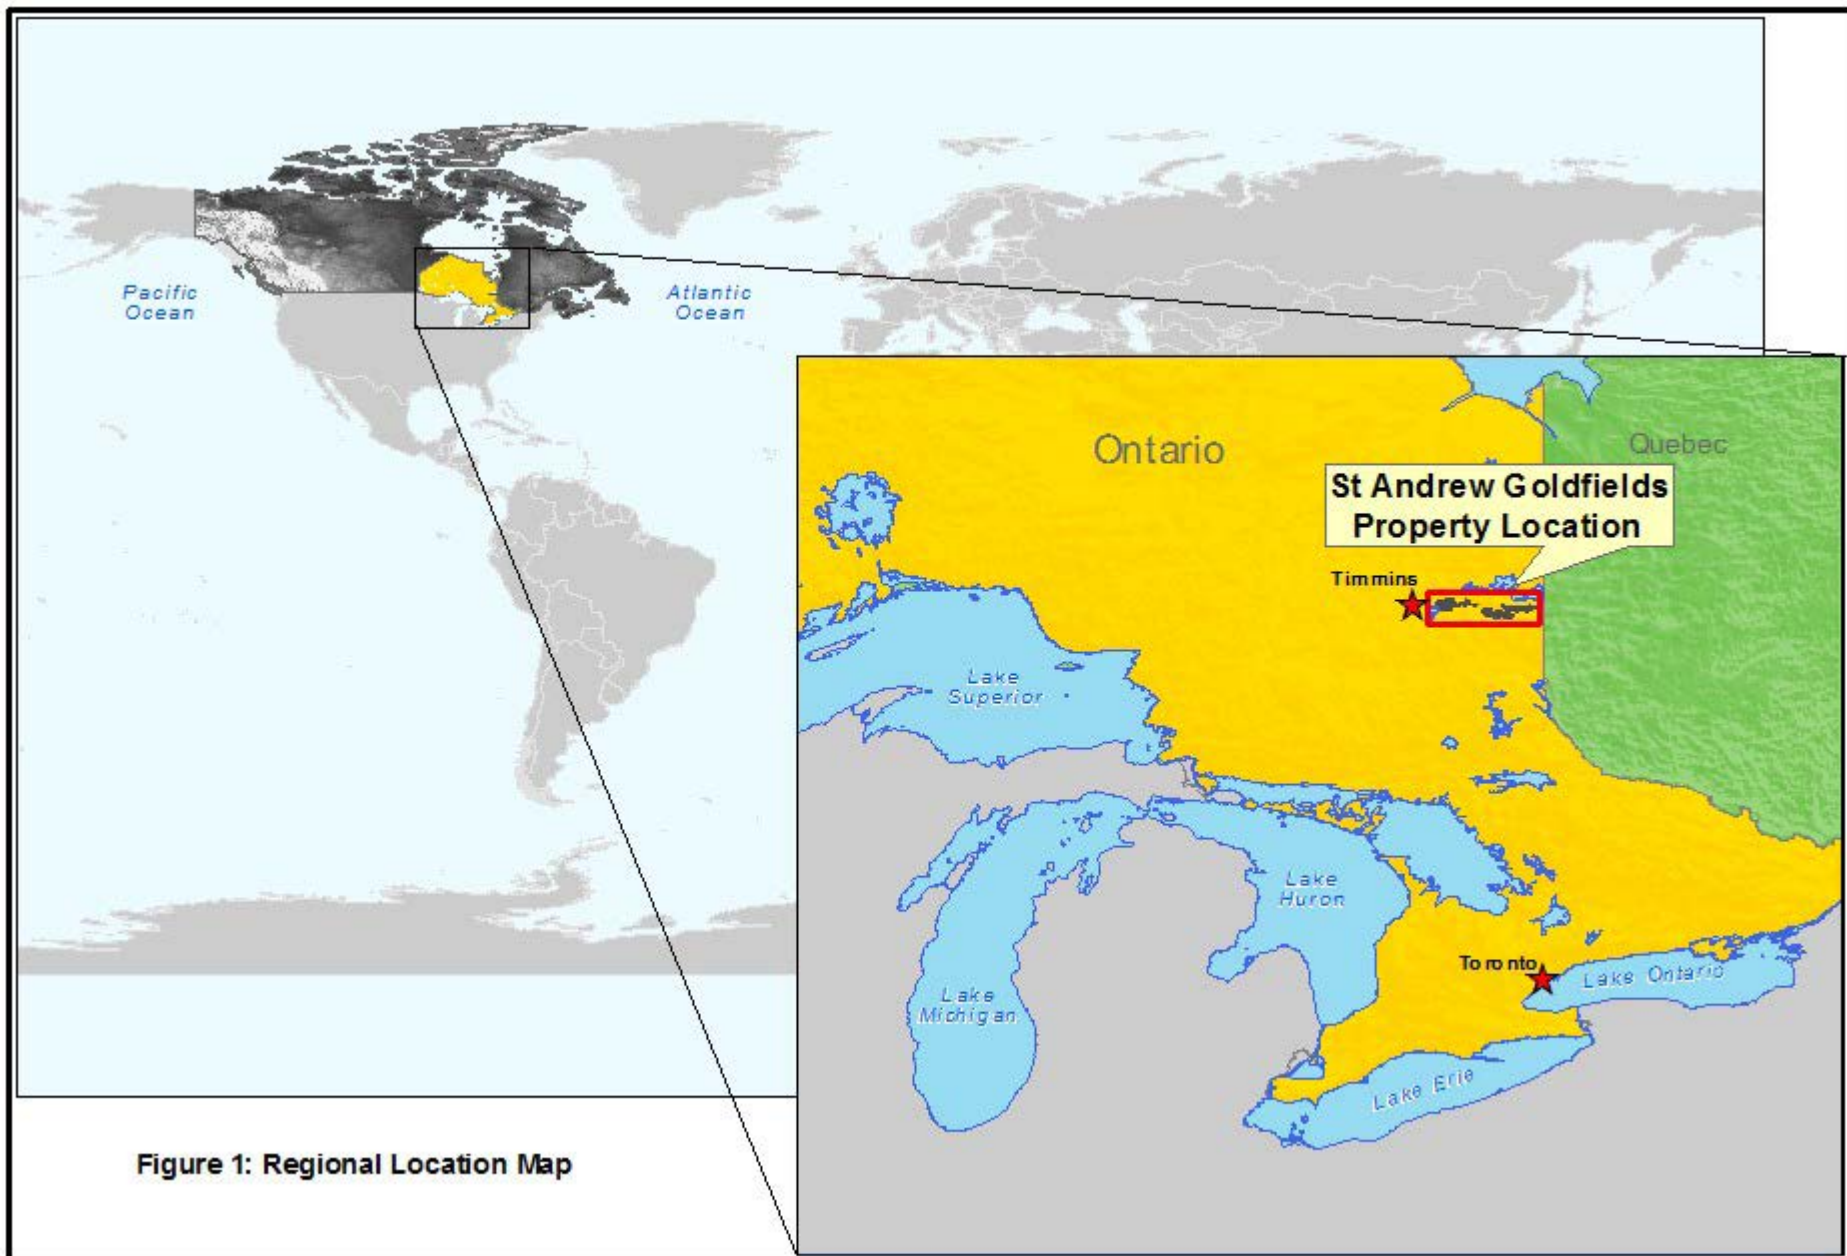 Pacific
Ocean
Atlantic
Ocean
Ontario
Quebec
St Andrew Goldfields
Property Location
Timmins
Lake
Superior
Lake
Huron
Toronto
Lake Ontario
Lake
Michigan
Lake Erie
Figure 1: Regional Location Map